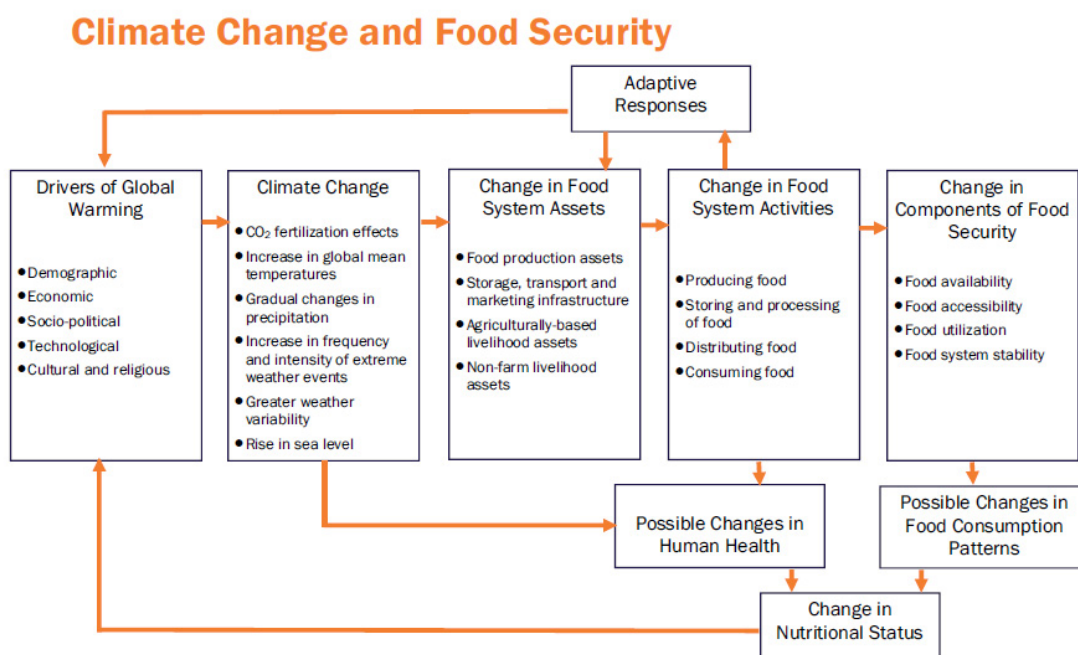 Climate Change and Food Security
Adaptive
Responses
Drivers of Global
Warming
● Demographic
● Economic
● Socio-political
● Technological
● Cultural and religious
Climate Change
● CO₂ fertilization effects
● Increase in global mean
temperatures
● Gradual changes in
precipitation
● Increase in frequency
and intensity of extreme
weather events
● Greater weather
variability
● Rise in sea level
Change in Food
System Assets
● Food production assets
● Storage, transport and
marketing infrastructure
● Agriculturally-based
livelihood assets
● Non-farm livelihood
assets
Change in Food
System Activities
● Producing food
● Storing and processing
of food
● Distributing food
● Consuming food
Change in
Components of Food
Security
● Food availability
● Food accessibility
● Food utilization
● Food system stability
Possible Changes in
Human Health
Possible Changes in
Food Consumption
Patterns
Change in
Nutritional Status